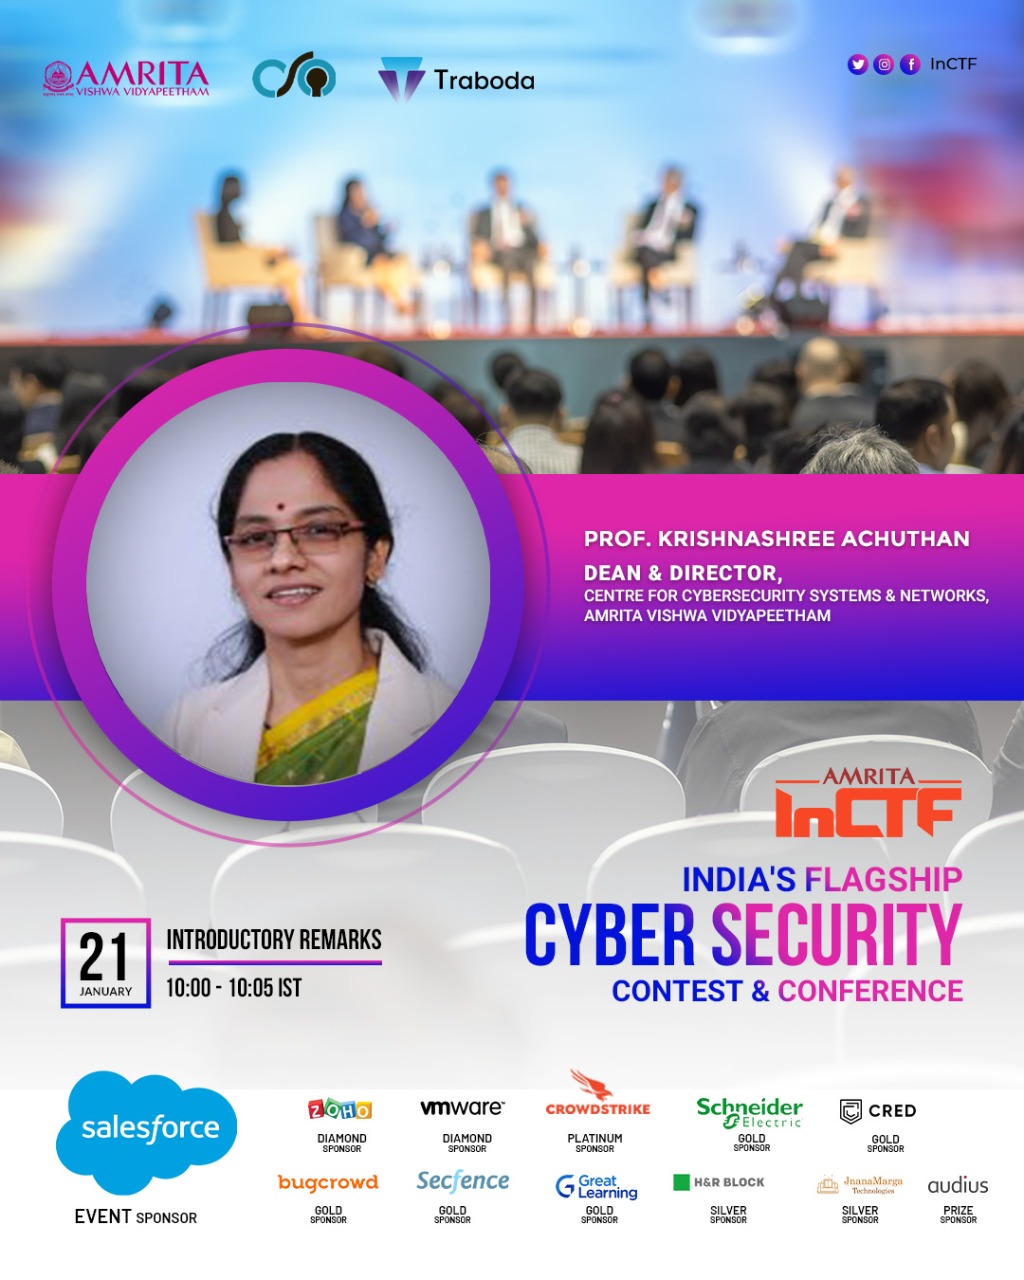 AMRITA
VISHWA VIDYAPEETHAM
Traboda
InCTF
PROF. KRISHNASHREE ACHUTHAN
DEAN & DIRECTOR,
CENTRE FOR CYBERSECURITY SYSTEMS & NETWORKS,
AMRITA VISHWA VIDYAPEETHAM
AMRITA
InCTF
INDIA'S FLAGSHIP
CYBER SECURITY
CONTEST & CONFERENCE
21
JANUARY
INTRODUCTORY REMARKS
10:00 - 10:05 IST
salesforce
EVENT SPONSOR
ZOHO
DIAMOND
SPONSOR
vmware
DIAMOND
SPONSOR
CROWDSTRIKE
PLATINUM
SPONSOR
Schneider
Electric
GOLD
SPONSOR
CRED
GOLD
SPONSOR
bugcrowd
GOLD
SPONSOR
Secfence
GOLD
SPONSOR
Great
Learning
GOLD
SPONSOR
H&R BLOCK
SILVER
SPONSOR
JnanaMarga
Technologies
SILVER
SPONSOR
audius
PRIZE
SPONSOR